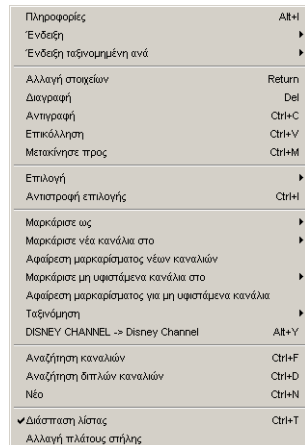 Πληροφορίες Alt+I
Ένδειξη
Ένδειξη ταξινομημένη ανά
Αλλαγή στοιχείων Return
Διαγραφή Del
Αντιγραφή Ctrl+C
Επικόλληση Ctrl+V
Μετακίνησε προς Ctrl+M
Επιλογή
Αντιστροφή επιλογής Ctrl+I
Μαρκάρισε ως
Μαρκάρισε νέα κανάλια στο
Αφαίρεση μαρκαρίσματος νέων καναλιών
Μαρκάρισε μη υφιστάμενα κανάλια στο
Αφαίρεση μαρκαρίσματος για μη υφιστάμενα κανάλια
Ταξινόμηση
DISNEY CHANNEL -> Disney Channel Alt+Y
Αναζήτηση καναλιών Ctrl+F
Αναζήτηση διπλών καναλιών Ctrl+D
Νέο Ctrl+N
Διάσπαση λίστας Ctrl+T
Αλλαγή πλάτους στήλης